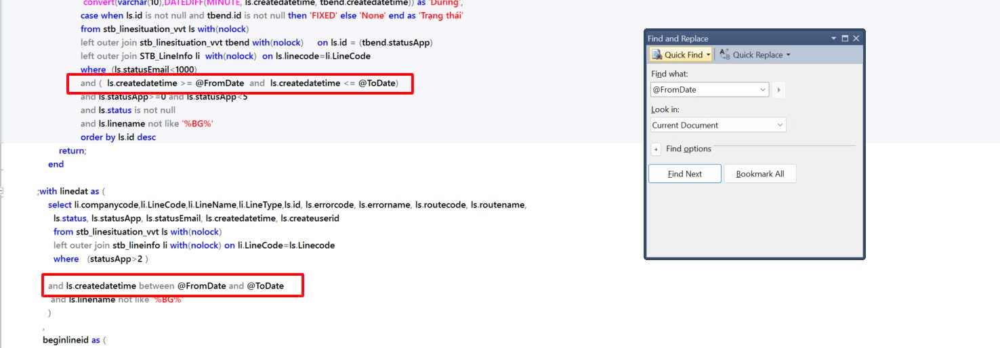 convert(varchar(10),DATEDIFF(MINUTE, ls.createdatetime, tbend.createdatetime)) as 'During',
case when ls.id is not null and tbend.id is not null then 'FIXED' else 'None' end as 'Trạng thái'
from stb_linesituation_vvt ls with(nolock)
left outer join stb_linesituation_vvt tbend with(nolock) on ls.id = (tbend.statusApp)
left outer join STB_LineInfo li with(nolock) on ls.linecode=li.LineCode
where (ls.statusEmail<1000)
and ( ls.createdatetime >= @FromDate and ls.createdatetime <= @ToDate)
and ls.statusApp>=0 and ls.statusApp<5
and ls.status is not null
and ls.linename not like '%BG%'
order by ls.id desc
return;
end
;with linedat as (
select li.companycode,li.LineCode,li.LineName,li.LineType,ls.id, ls.errorcode, ls.errorname, ls.routecode, ls.routename,
ls.status, ls.statusApp, ls.statusEmail, ls.createdatetime, ls.createuserid
from stb_linesituation_vvt ls with(nolock)
left outer join stb_lineinfo li with(nolock) on li.LineCode=ls.Linecode
where (statusApp>2 )
and ls.createdatetime between @FromDate and @ToDate
and ls.linename not like '%BG%'
)
,
beginlineid as (
Find and Replace
Quick Find
Quick Replace
Find what:
@FromDate
Look in:
Current Document
+ Find options
Find Next
Bookmark All